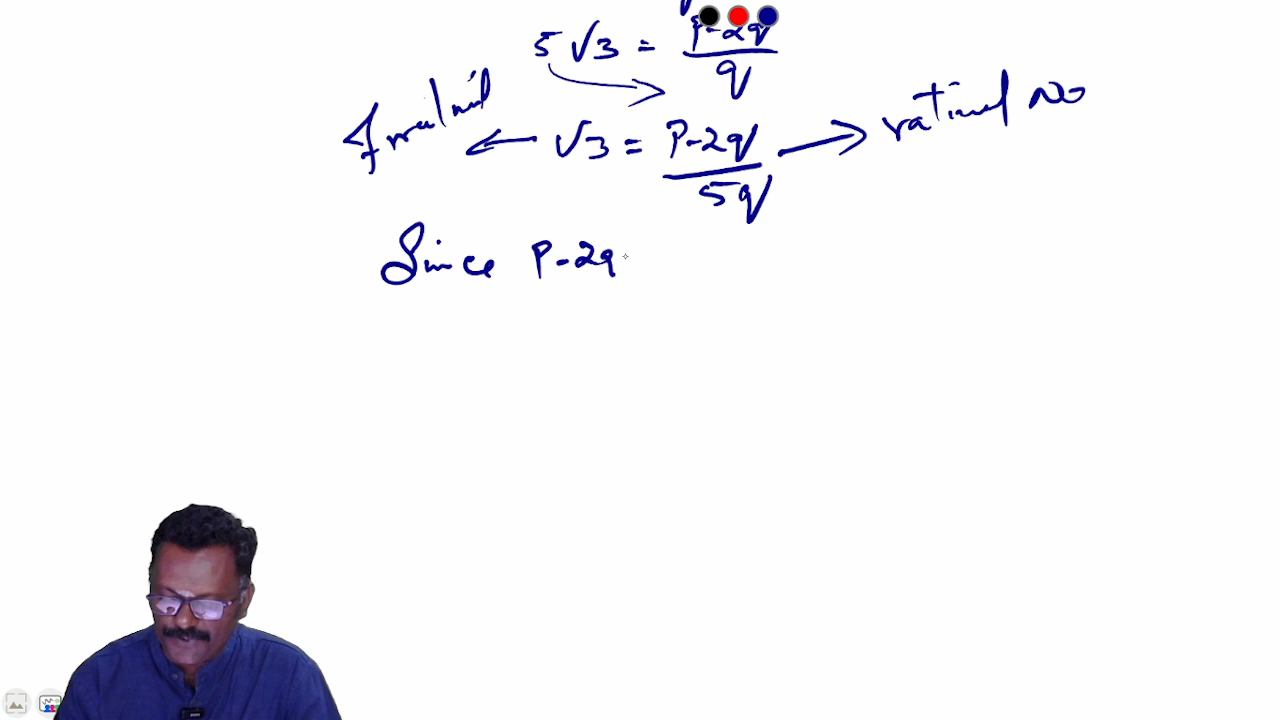 5√3 = p-2q/q
Irrational ← √3 = p-2q/5q → rational No
Since p-2q